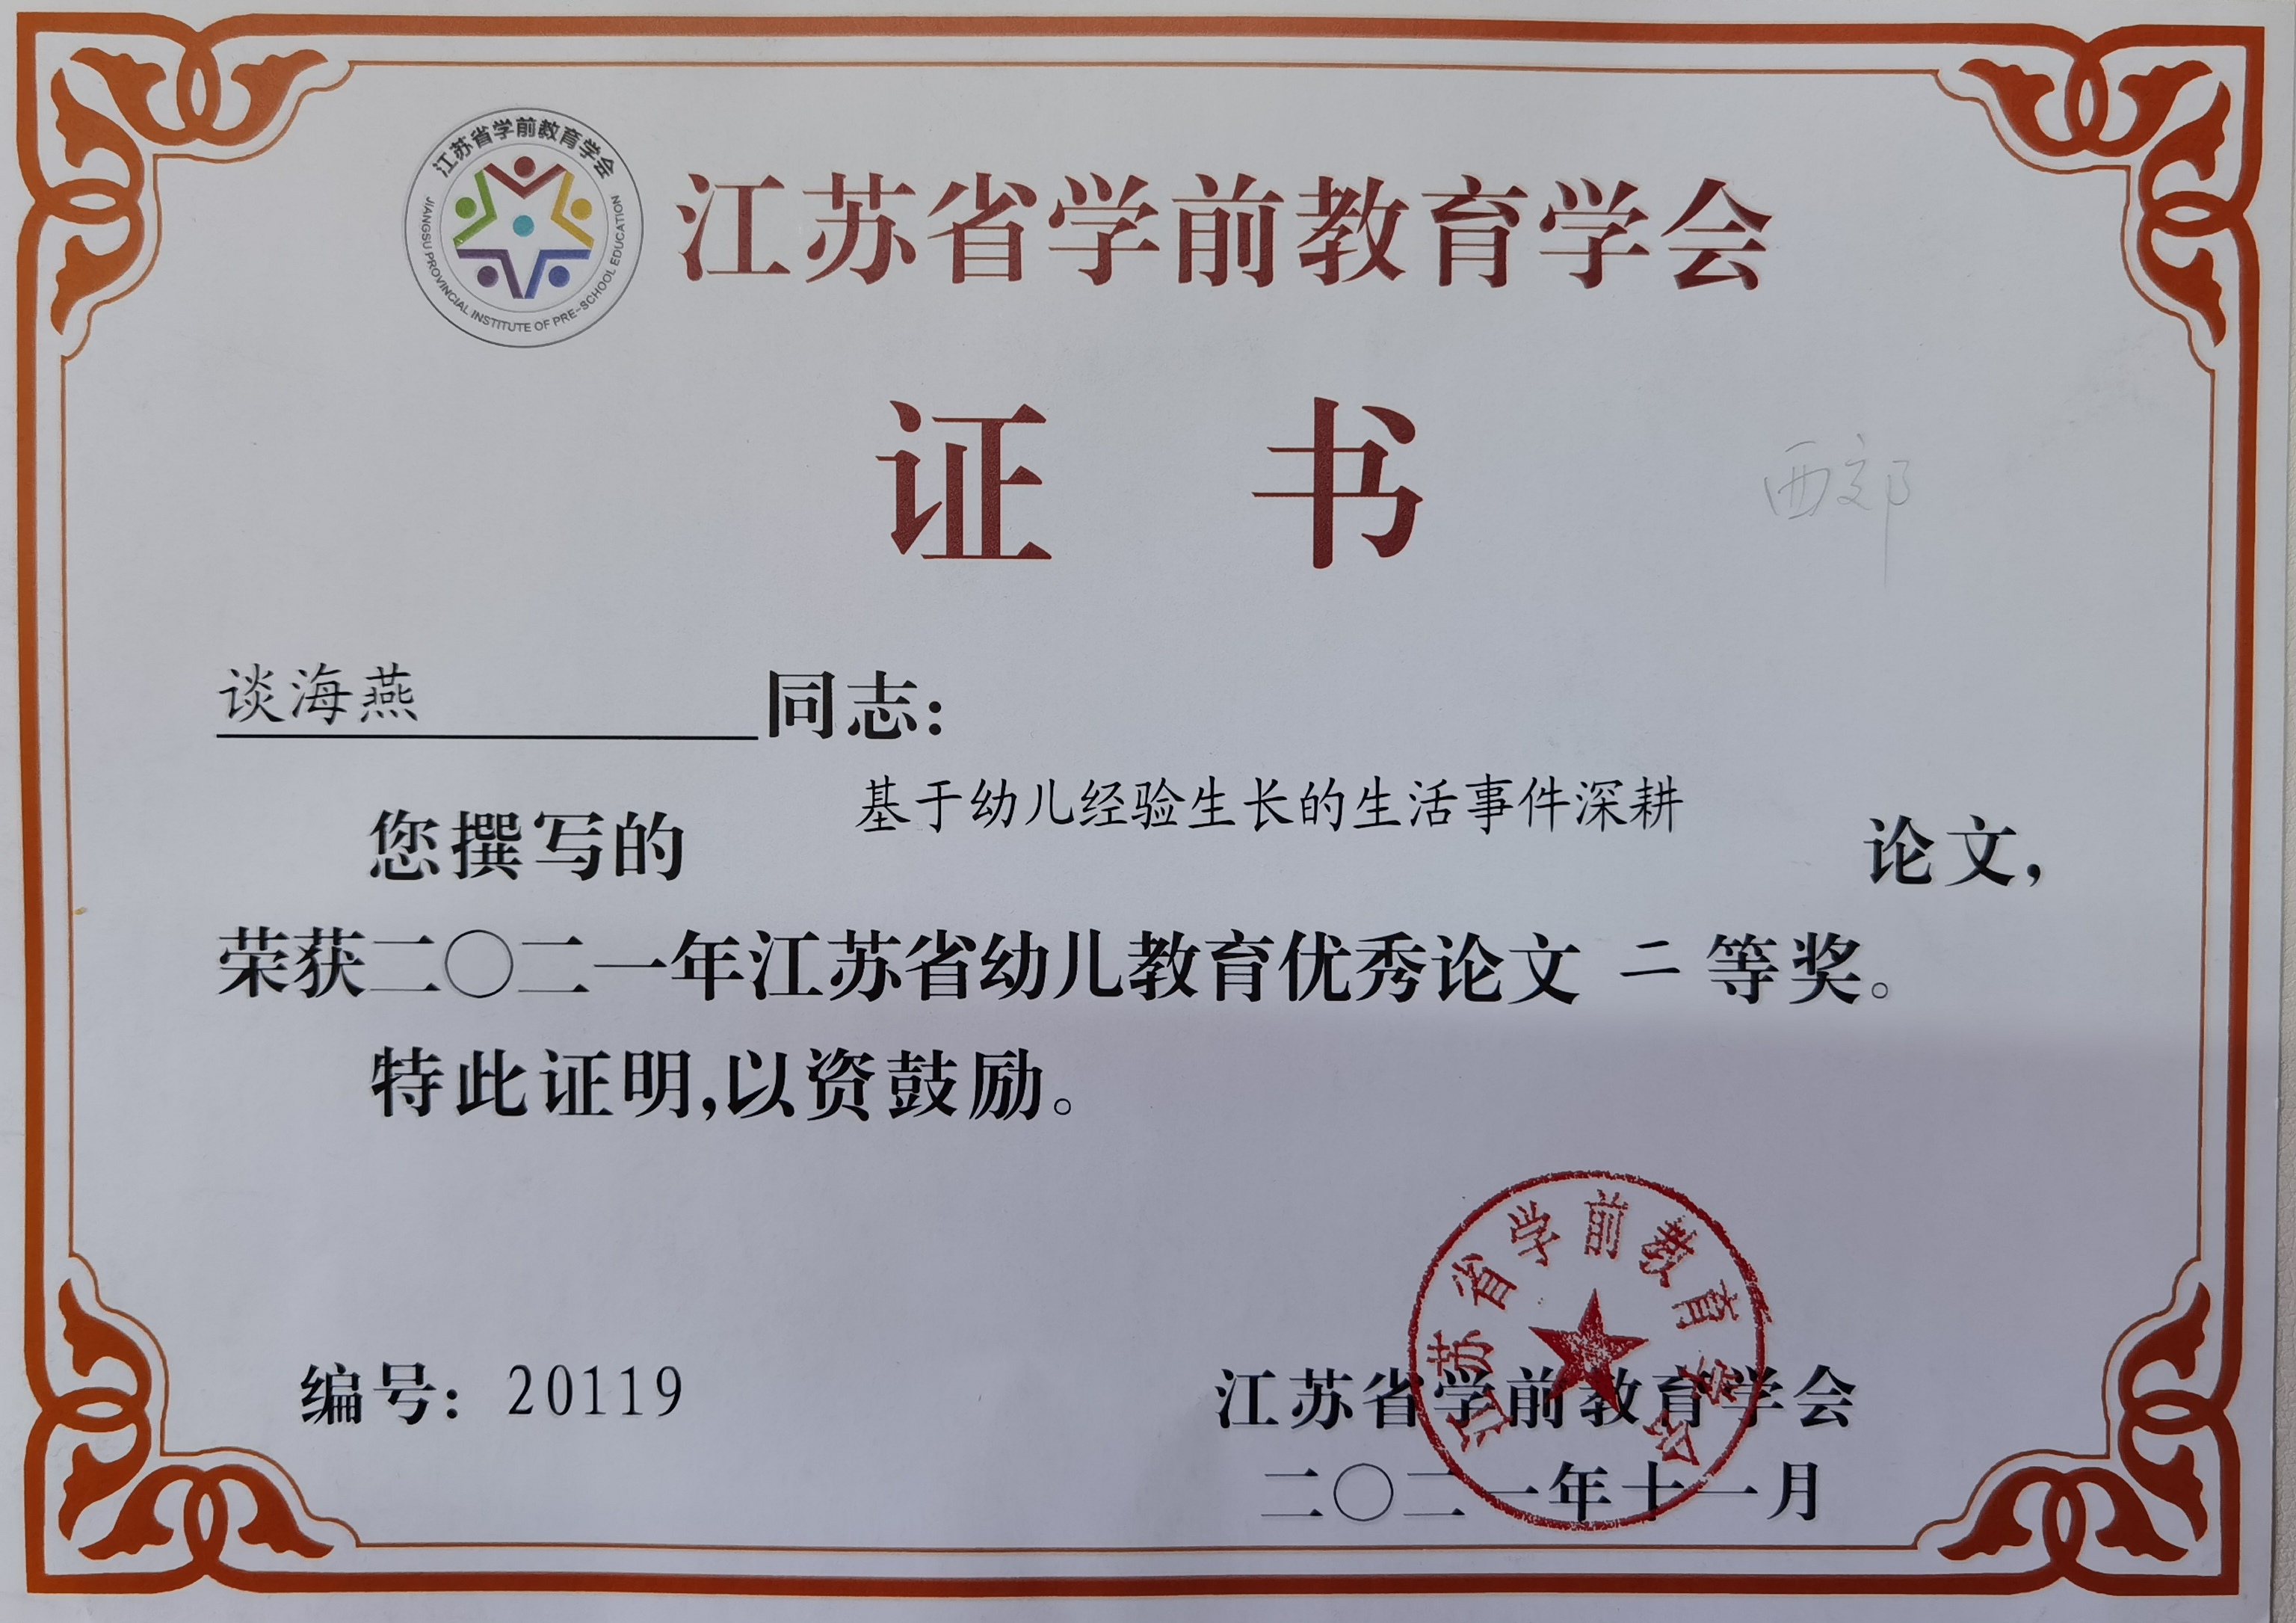 江苏省学前教育学会
JIANGSU PROVINCIAL INSTITUTE OF PRE-SCHOOL EDUCATION
江苏省学前教育学会
证 书
西郊
谈海燕 同志：
您撰写的 基于幼儿经验生长的生活事件深耕 论文，
荣获二〇二一年江苏省幼儿教育优秀论文 二 等奖。
特此证明，以资鼓励。
编号：20119
江苏省学前教育学会
江苏省学前教育学会
二〇二一年十一月